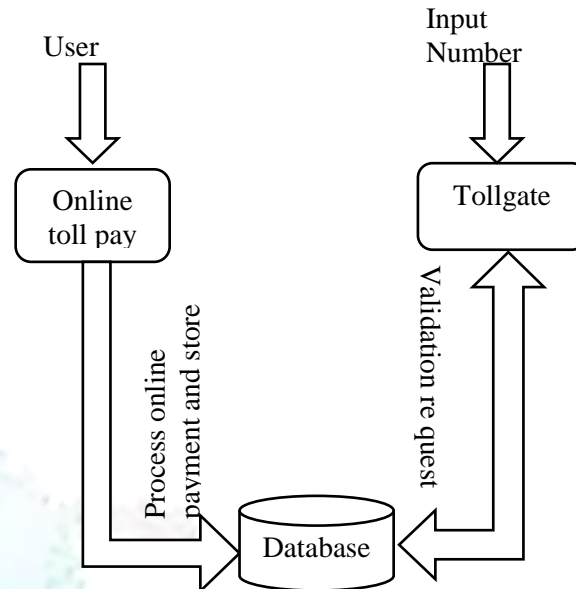 User
Input
Number
Online
toll pay
Tollgate
Process online
payment and store
Validation re quest
Database